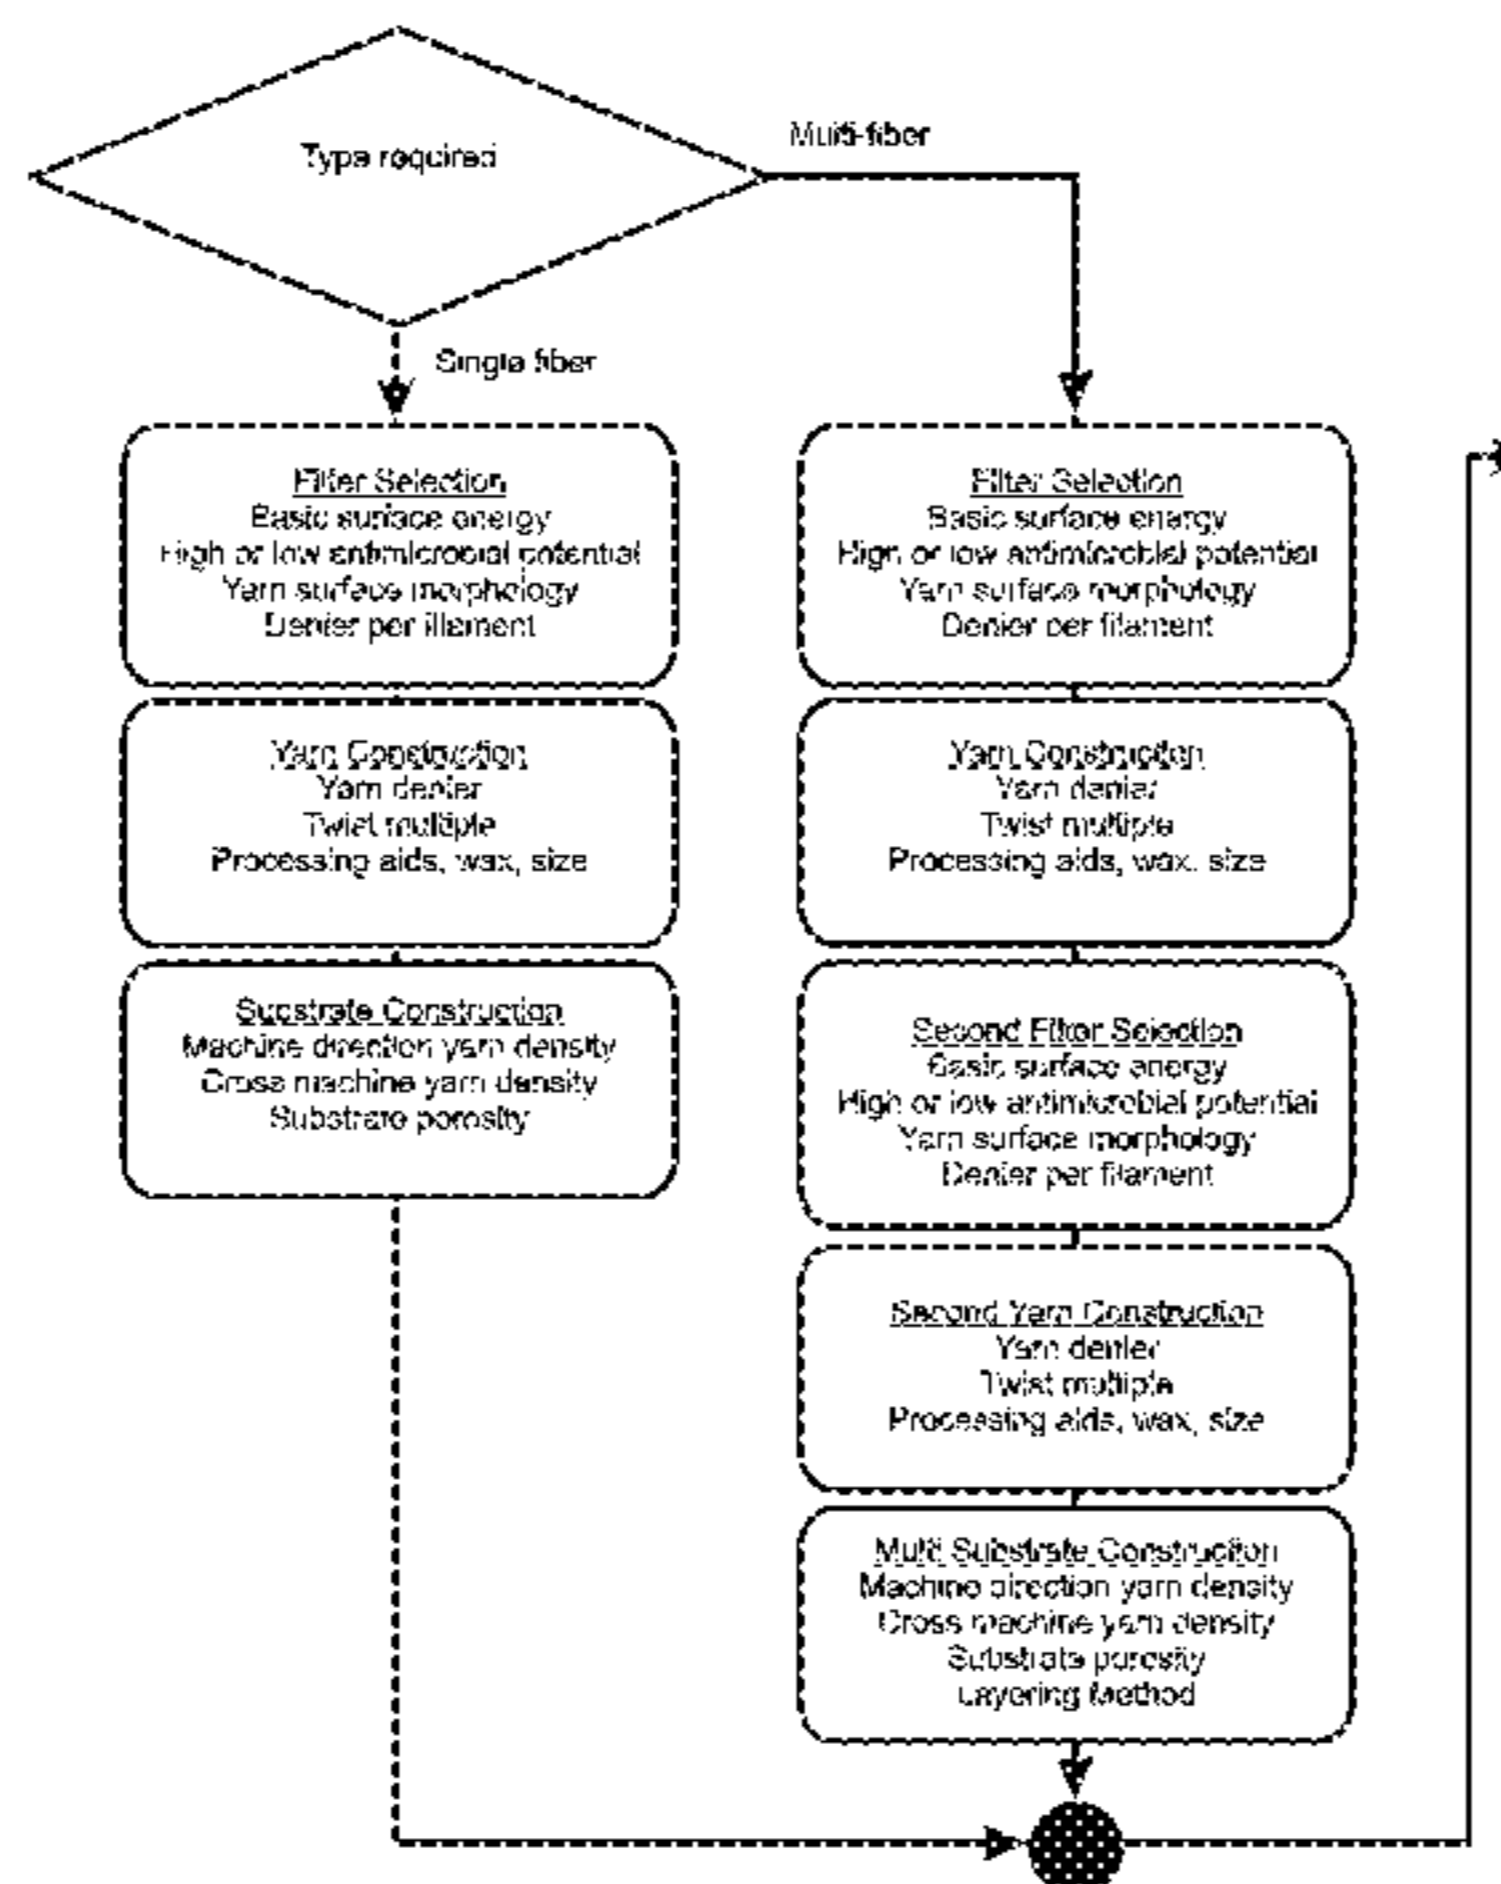 Type required
Multi-fiber
Single fiber
Filter Selection
Basic surface energy
High or low antimicrobial potential
Yarn surface morphology
Denier per filament
Yarn Construction
Yarn denier
Twist multiple
Processing aids, wax, size
Substrate Construction
Machine direction yarn density
Cross machine yarn density
Substrate porosity
Filter Selection
Basic surface energy
High or low antimicrobial potential
Yarn surface morphology
Denier per filament
Yarn Construction
Yarn denier
Twist multiple
Processing aids, wax, size
Second Filter Selection
Basic surface energy
High or low antimicrobial potential
Yarn surface morphology
Denier per filament
Second Yarn Construction
Yarn denier
Twist multiple
Processing aids, wax, size
Multi Substrate Construction
Machine direction yarn density
Cross machine yarn density
Substrate porosity
Layering Method